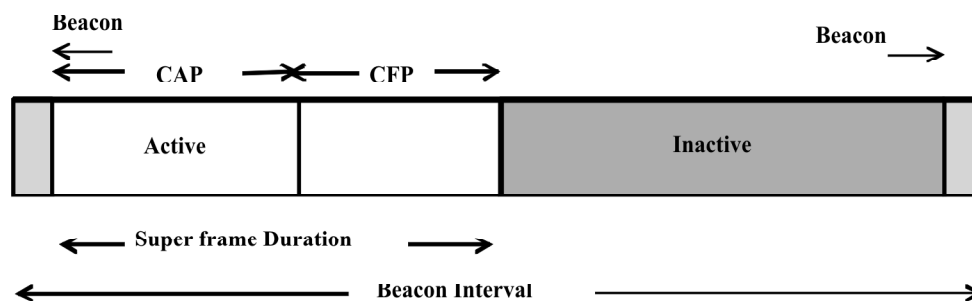 Beacon
Beacon
CAP
CFP
Active
Inactive
Super frame Duration
Beacon Interval